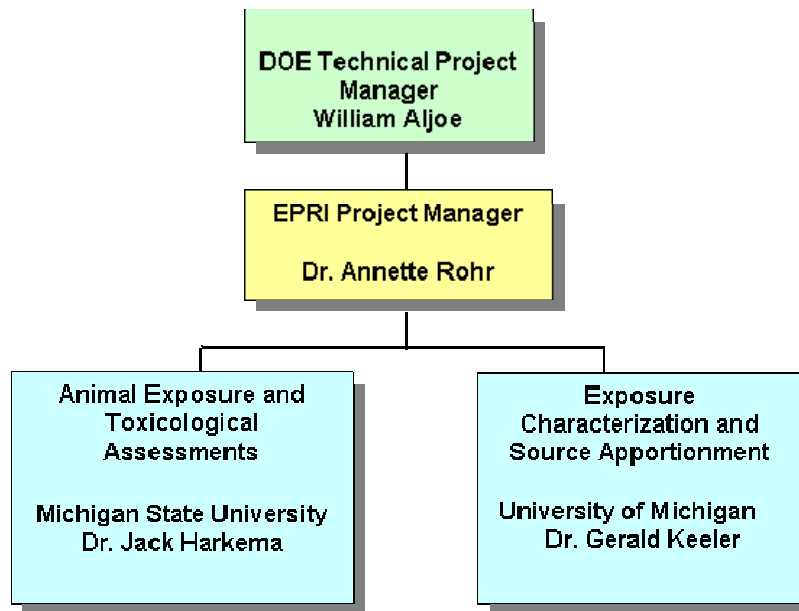 DOE Technical Project
Manager
William Aljoe
EPRI Project Manager
Dr. Annette Rohr
Animal Exposure and
Toxicological
Assessments
Michigan State University
Dr. Jack Harkema
Exposure
Characterization and
Source Apportionment
University of Michigan
Dr. Gerald Keeler